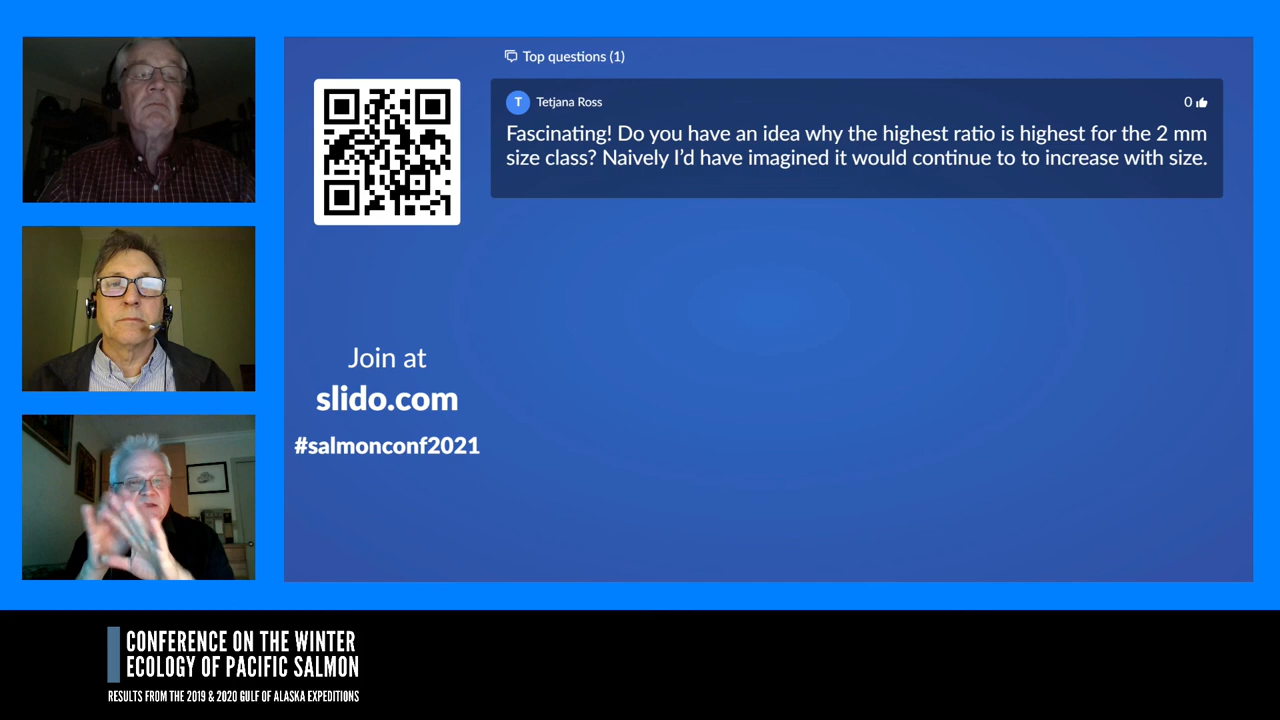 Top questions (1)
T Tetjana Ross 0
Fascinating! Do you have an idea why the highest ratio is highest for the 2 mm
size class? Naively I'd have imagined it would continue to to increase with size.
Join at
slido.com
#salmonconf2021
CONFERENCE ON THE WINTER
ECOLOGY OF PACIFIC SALMON
RESULTS FROM THE 2019 & 2020 GULF OF ALASKA EXPEDITIONS